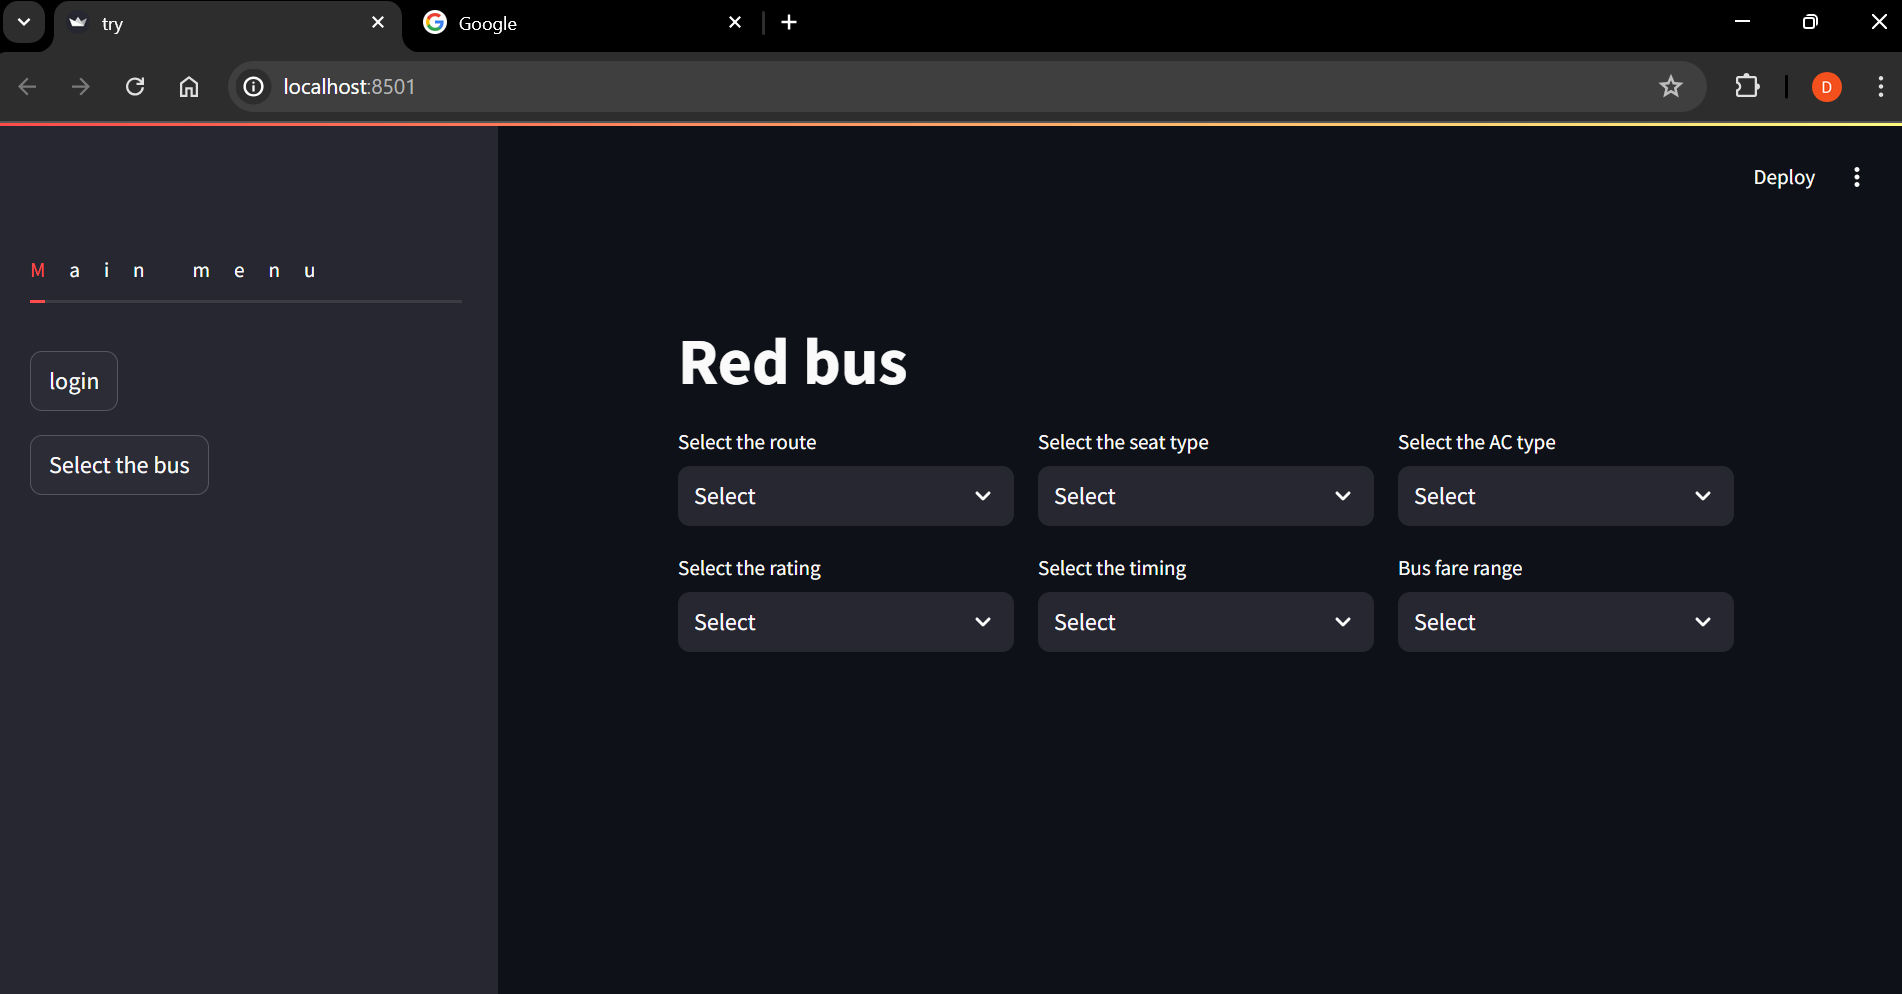 try
Google
localhost:8501
D
Deploy
M a i n m e n u
login
Select the bus
Red bus
Select the route
Select the seat type
Select the AC type
Select
Select
Select
Select the rating
Select the timing
Bus fare range
Select
Select
Select